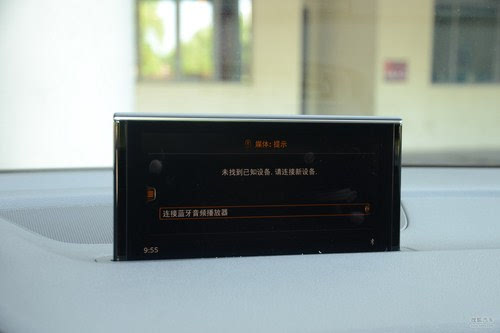 媒体: 提示
未找到已知设备. 请连接新设备.
连接蓝牙音频播放器
9:55